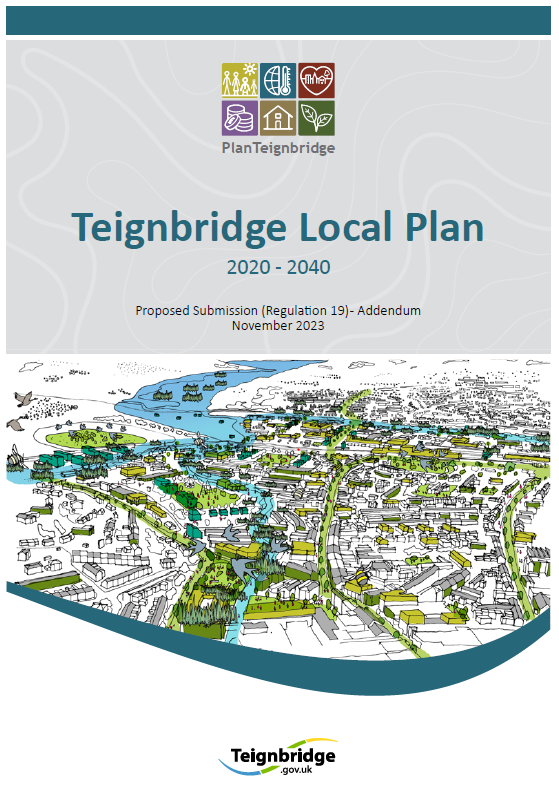 PlanTeignbridge
Teignbridge Local Plan
2020 - 2040
Proposed Submission (Regulation 19)- Addendum
November 2023
Teignbridge
.gov.uk